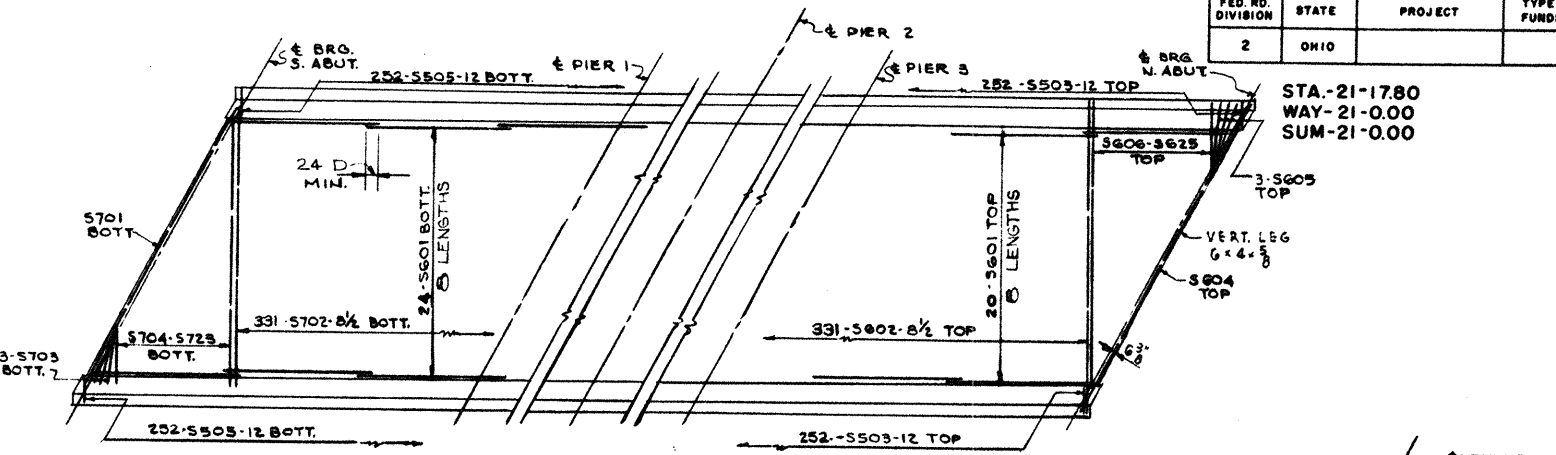 FED. RD. DIVISION
STATE
PROJECT
TYPE
FUND
2
OHIO
STA.-21-17.80
WAY-21-0.00
SUM-21-0.00
℄ BRG.
S. ABUT.
252-S505-12 BOTT.
℄ PIER 1
℄ PIER 2
℄ PIER 3
252-S503-12 TOP
℄ BRG
N. ABUT.
24 D
MIN.
S701
BOTT.
24-S601 BOTT.
8 LENGTHS
20-S601 TOP
8 LENGTHS
S606-S625
TOP
3-S605
TOP
VERT. LEG
6 x 4 x 5/8
S604
TOP
331-S702-8½ BOTT.
331-S602-8½ TOP
S704-S723
BOTT.
3-S703
BOTT.
252-S505-12 BOTT.
252-S503-12 TOP